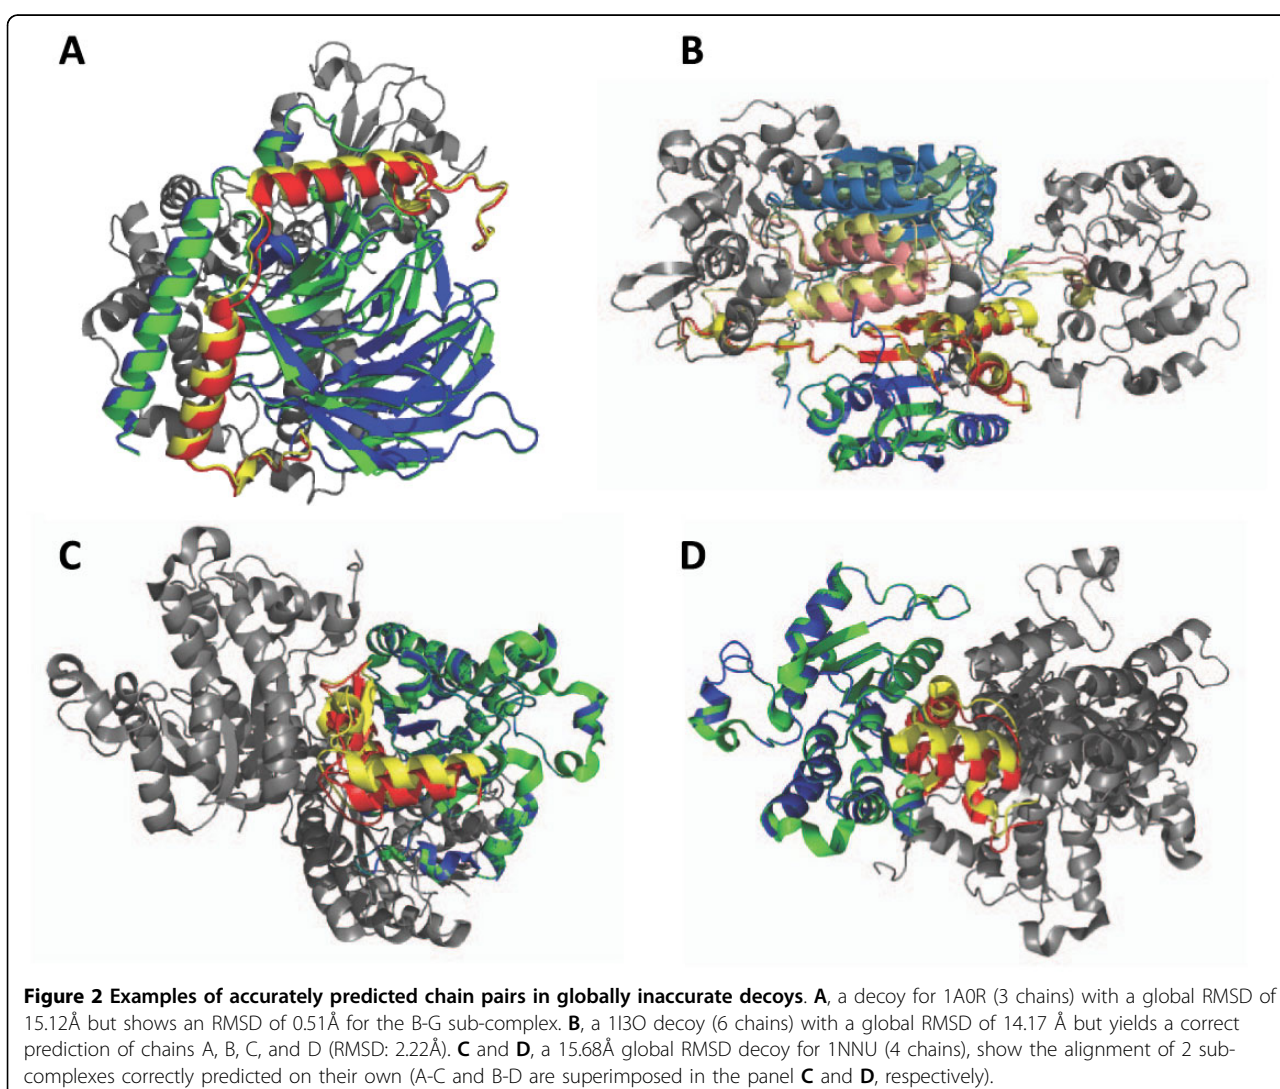 A
B
C
D
Figure 2 Examples of accurately predicted chain pairs in globally inaccurate decoys. A, a decoy for 1A0R (3 chains) with a global RMSD of
15.12Å but shows an RMSD of 0.51Å for the B-G sub-complex. B, a 1I3O decoy (6 chains) with a global RMSD of 14.17 Å but yields a correct
prediction of chains A, B, C, and D (RMSD: 2.22Å). C and D, a 15.68Å global RMSD decoy for 1NNU (4 chains), show the alignment of 2 sub-
complexes correctly predicted on their own (A-C and B-D are superimposed in the panel C and D, respectively).